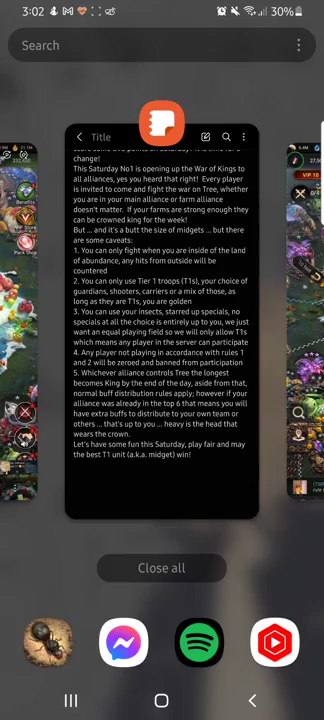 3:02
30%
Search
Title
change!
This Saturday No1 is opening up the War of Kings to
all alliances, yes you heard that right!  Every player
is invited to come and fight the war on Tree, whether
you are in your main alliance or farm alliance
doesn't matter.  If your farms are strong enough they
can be crowned king for the week!
But ... and it's a butt the size of midgets ... but there
are some caveats:
1. You can only fight when you are inside of the land
of abundance, any hits from outside will be
countered
2. You can only use Tier 1 troops (T1s), your choice of
guardians, shooters, carriers or a mix of those, as
long as they are T1s, you are golden
3. You can use your insects, starred up specials, no
specials at all the choice is entirely up to you, we just
want an equal playing field so we will only allow T1s
which means any player in the server can participate
4. Any player not playing in accordance with rules 1
and 2 will be zeroed and banned from participation
5. Whichever alliance controls Tree the longest
becomes King by the end of the day, aside from that,
normal buff distribution rules apply; however if your
alliance was already in the top 6 that means you will
have extra buffs to distribute to your own team or
others ... that's up to you ... heavy is the head that
wears the crown.
Let's have some fun this Saturday, play fair and may
the best T1 unit (a.k.a. midget) win!
Benefits
VIP Store
Pack Shop
VIP 10
Close all